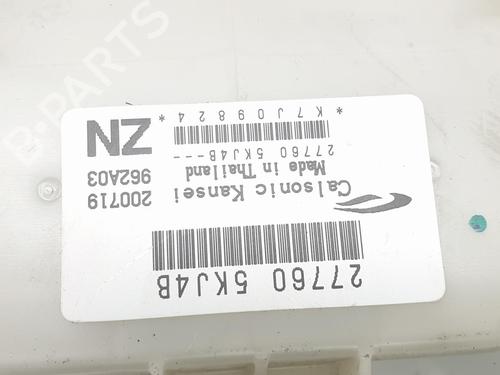 27760 5KJ4B
Calsonic Kansei
Made in Thailand
200719
962A03
27760 5KJ4B---
* K7J09824 *
NZ
B-PARTS